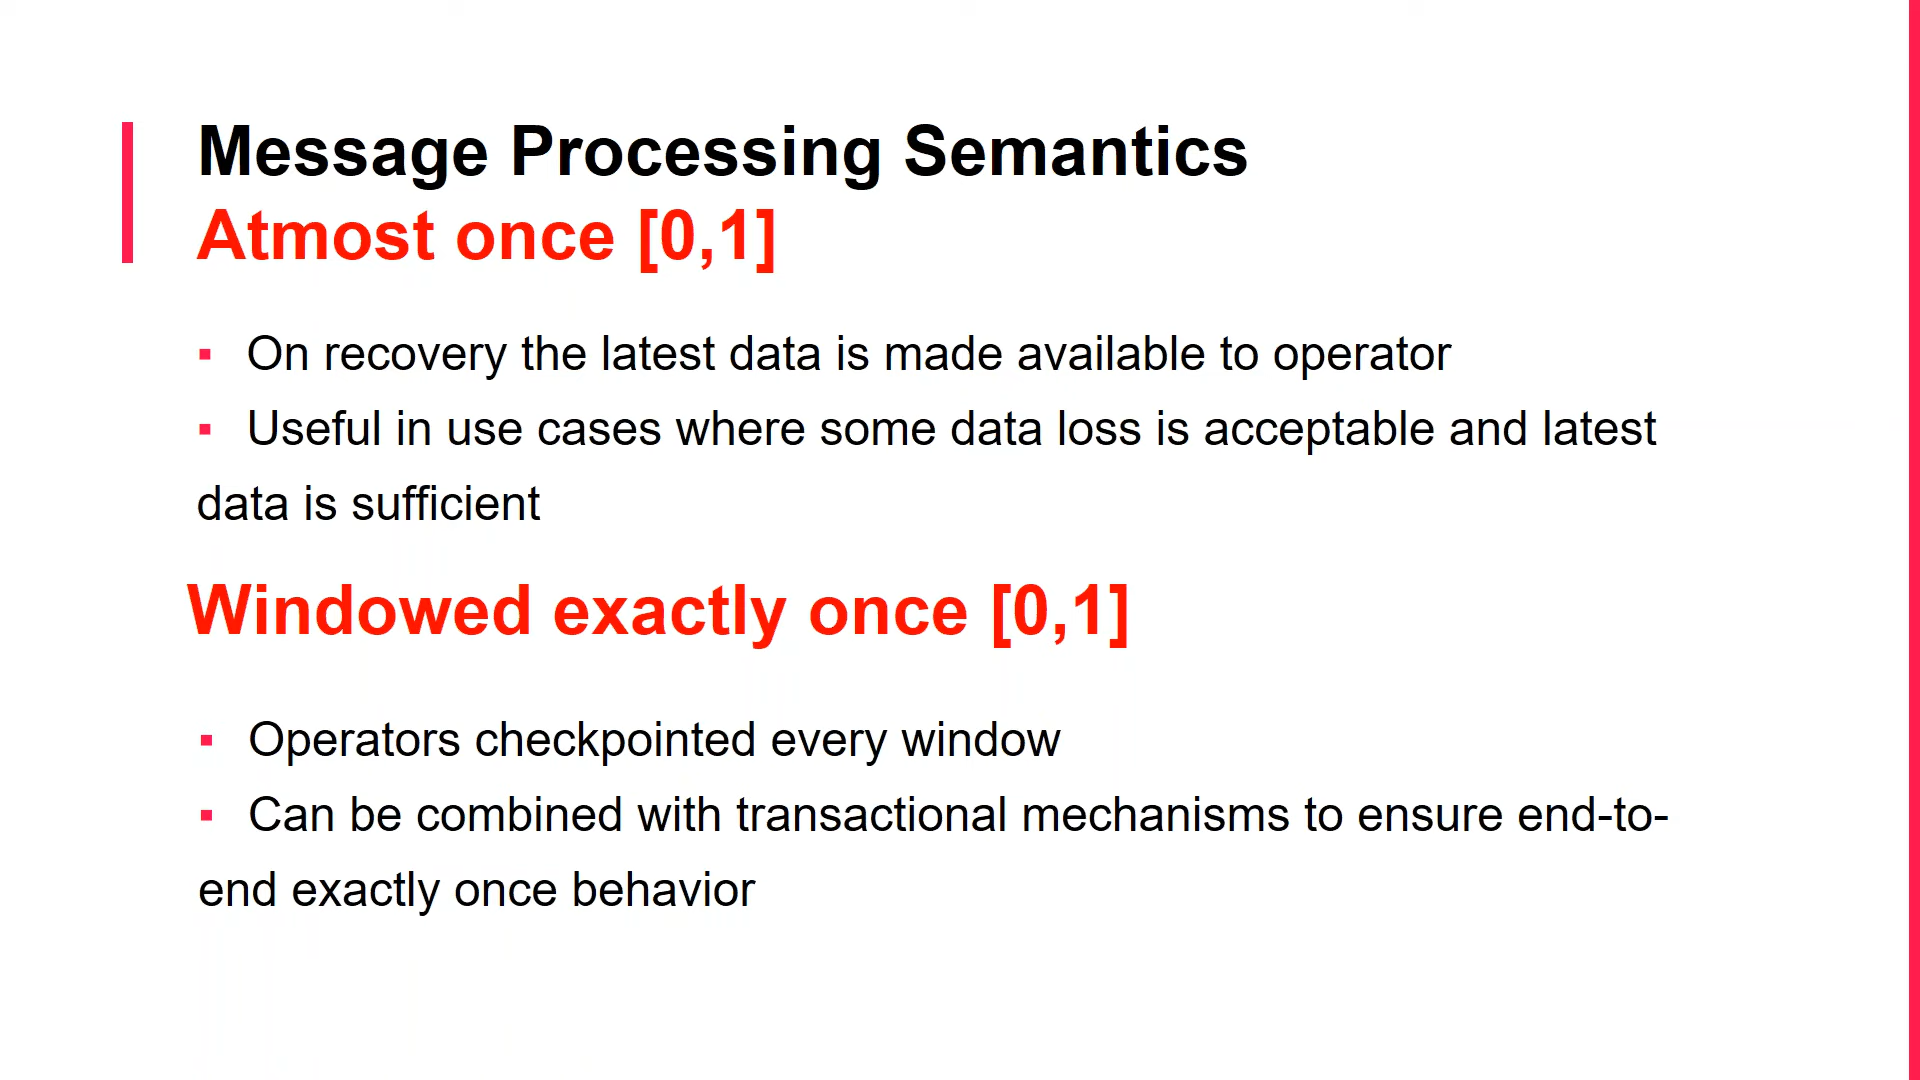 Message Processing Semantics
Atmost once [0,1]
▪ On recovery the latest data is made available to operator
▪ Useful in use cases where some data loss is acceptable and latest
data is sufficient
Windowed exactly once [0,1]
▪ Operators checkpointed every window
▪ Can be combined with transactional mechanisms to ensure end-to-
end exactly once behavior